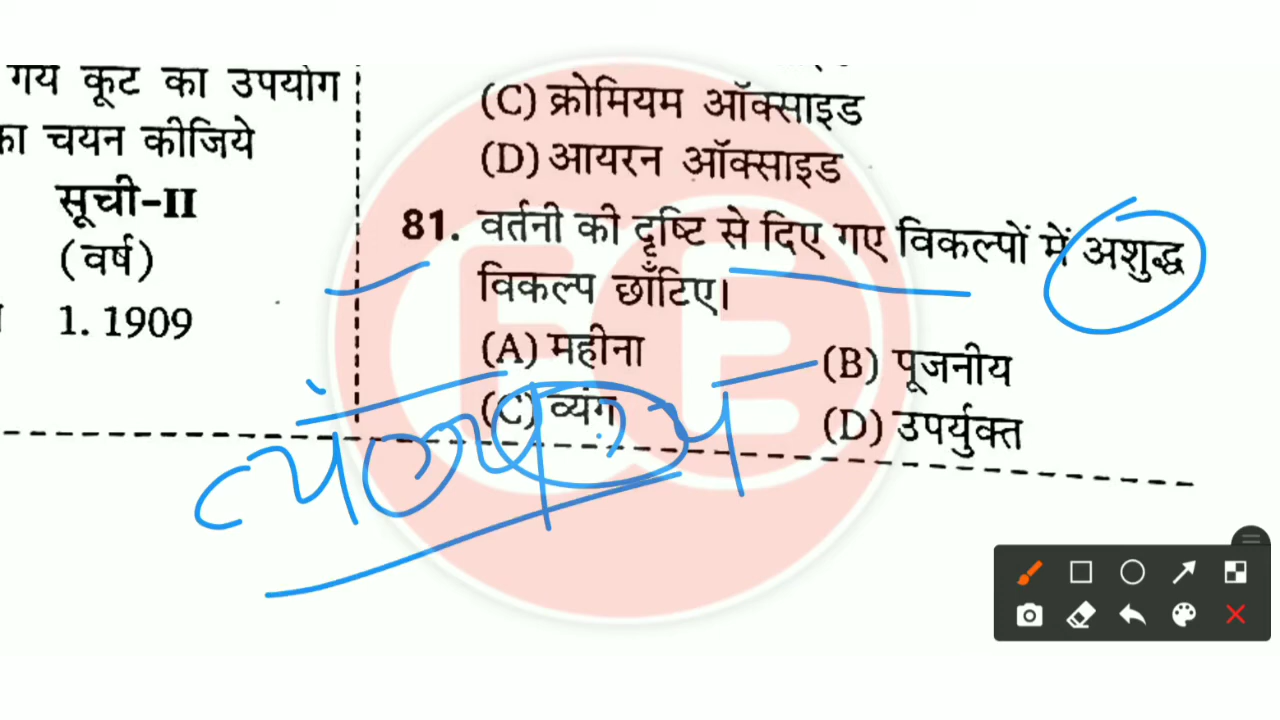 गये कूट का उपयोग
का चयन कीजिये
सूची-II
(वर्ष)
1. 1909
(C) क्रोमियम ऑक्साइड
(D) आयरन ऑक्साइड
81. वर्तनी की दृष्टि से दिए गए विकल्पों में अशुद्ध
विकल्प छाँटिए।
(A) महीना
(B) पूजनीय
(C) व्यंग
(D) उपर्युक्त